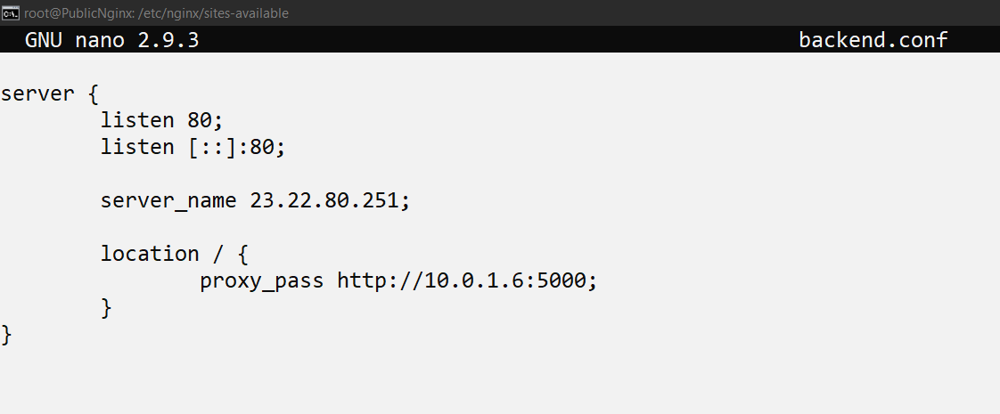 root@PublicNginx: /etc/nginx/sites-available
GNU nano 2.9.3 backend.conf
server {
listen 80;
listen [::]:80;
server_name 23.22.80.251;
location / {
proxy_pass http://10.0.1.6:5000;
}
}